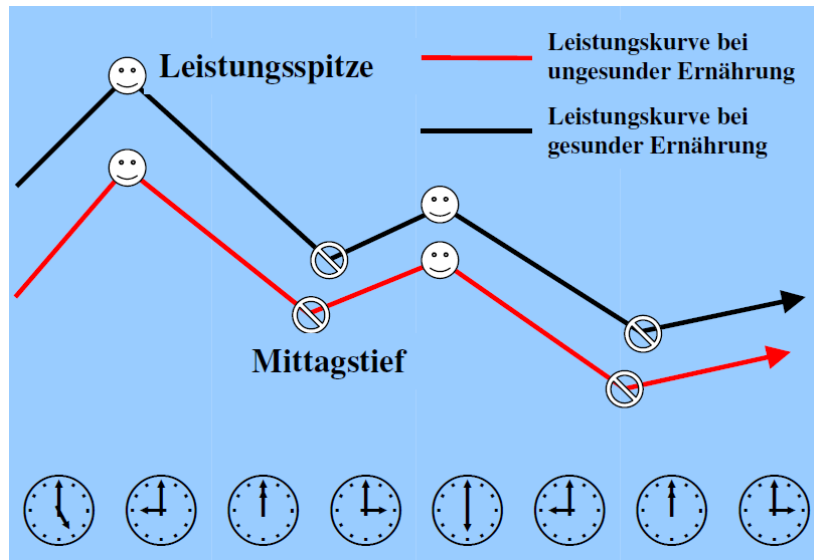 Leistungsspitze
Leistungskurve bei
ungesunder Ernährung
Leistungskurve bei
gesunder Ernährung
Mittagstief